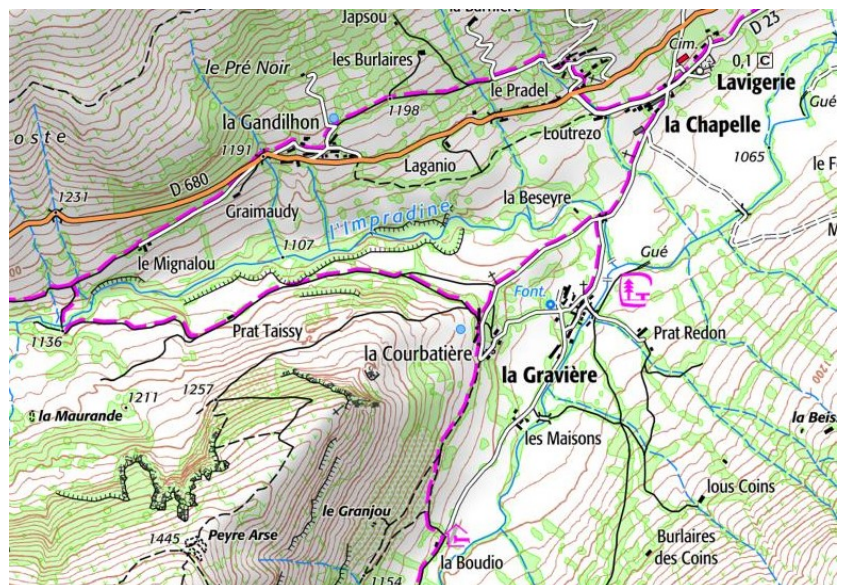 Japsou
les Burlaires
le Pré Noir
D 23
Cim.
0,1 C
Lavigerie
Gué
le Pradel
1198
la Gandilhon
la Chapelle
Loutrezo
1191
Laganio
1065
oste
1231
D 680
Graimaudy
la Beseyre
l'Impradine
1107
le Mignalou
Gué
Font.
1136
Prat Taissy
Prat Redon
la Courbatière
la Gravière
1257
1211
la Maurande
les Maisons
lous Coins
le Granjou
Peyre Arse
1445
Burlaires
des Coins
la Boudio
1154